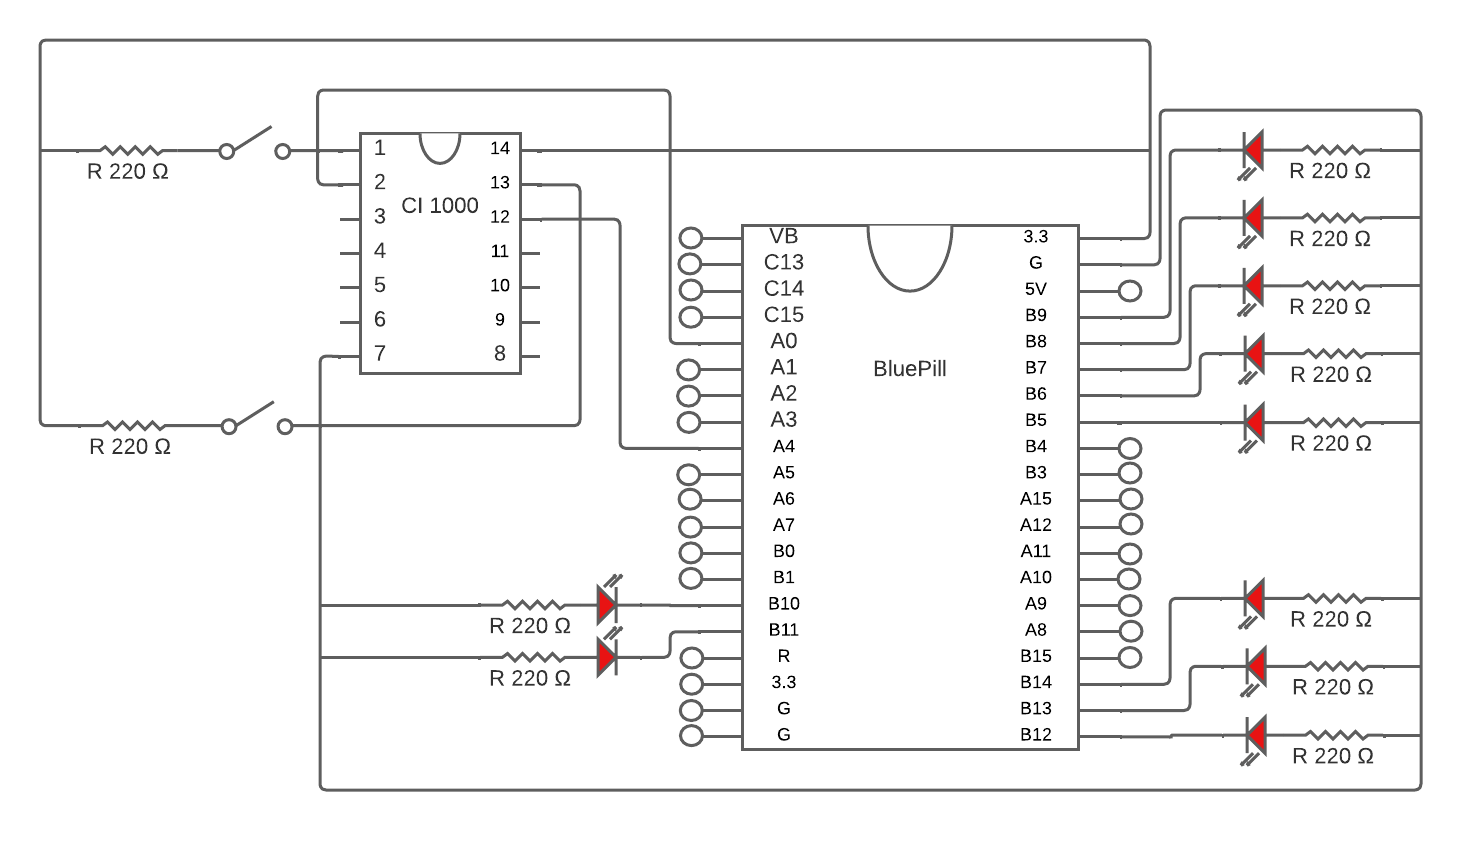 R 220 Ω
R 220 Ω
1
2
3
4
5
6
7
CI 1000
14
13
12
11
10
9
8
VB
C13
C14
C15
A0
A1
A2
A3
A4
A5
A6
A7
B0
B1
B10
B11
R
3.3
G
G
BluePill
3.3
G
5V
B9
B8
B7
B6
B5
B4
B3
A15
A12
A11
A10
A9
A8
B15
B14
B13
B12
R 220 Ω
R 220 Ω
R 220 Ω
R 220 Ω
R 220 Ω
R 220 Ω
R 220 Ω
R 220 Ω
R 220 Ω
R 220 Ω